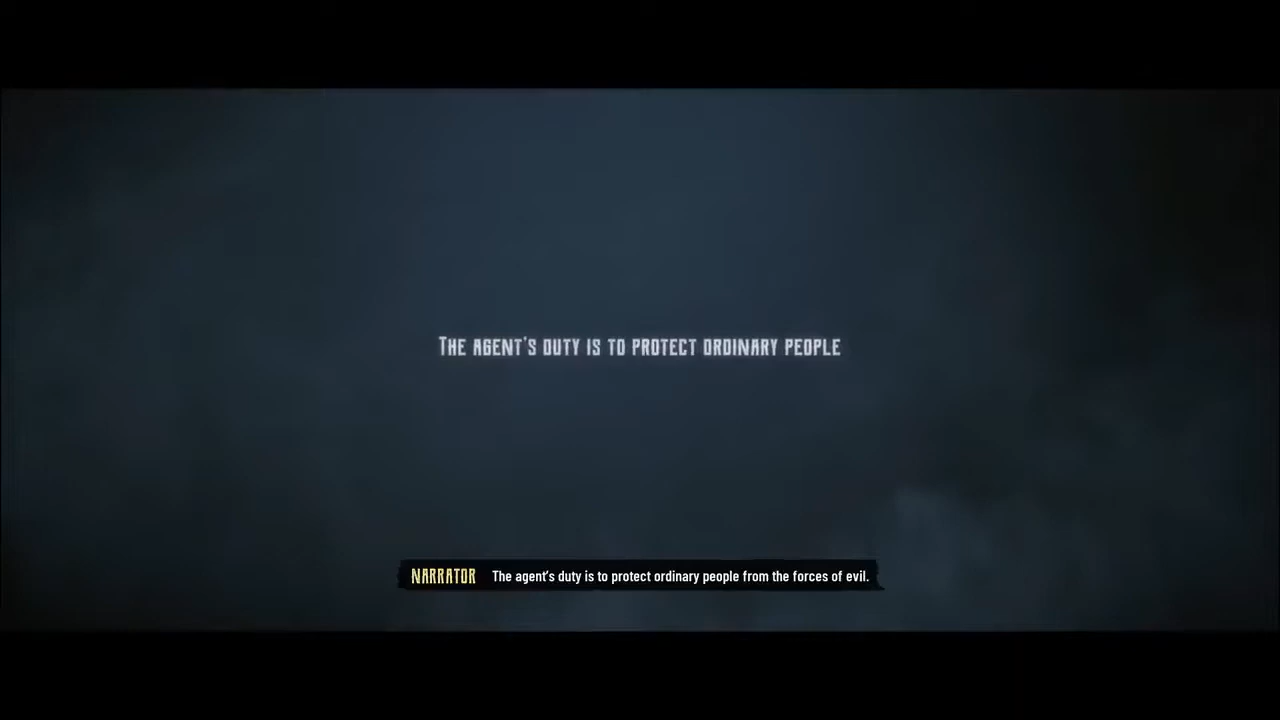 THE AGENT'S DUTY IS TO PROTECT ORDINARY PEOPLE
NARRATOR The agent's duty is to protect ordinary people from the forces of evil.